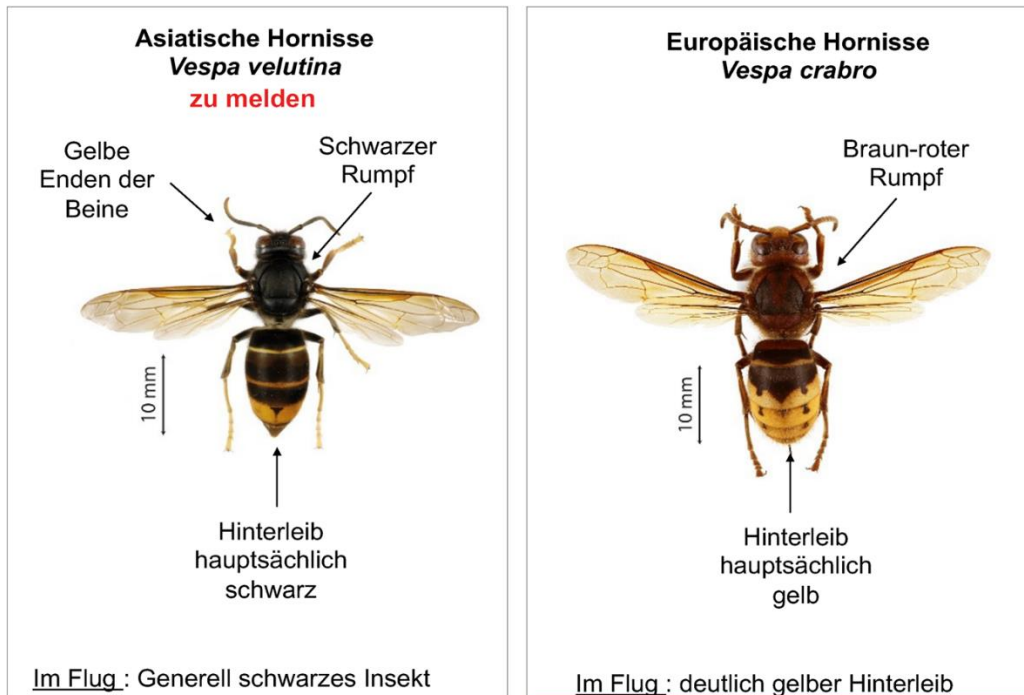 Asiatische Hornisse
Vespa velutina
zu melden
Gelbe
Enden der
Beine
Schwarzer
Rumpf
10 mm
Hinterleib
hauptsächlich
schwarz
Im Flug : Generell schwarzes Insekt
Europäische Hornisse
Vespa crabro
Braun-roter
Rumpf
10 mm
Hinterleib
hauptsächlich
gelb
Im Flug : deutlich gelber Hinterleib